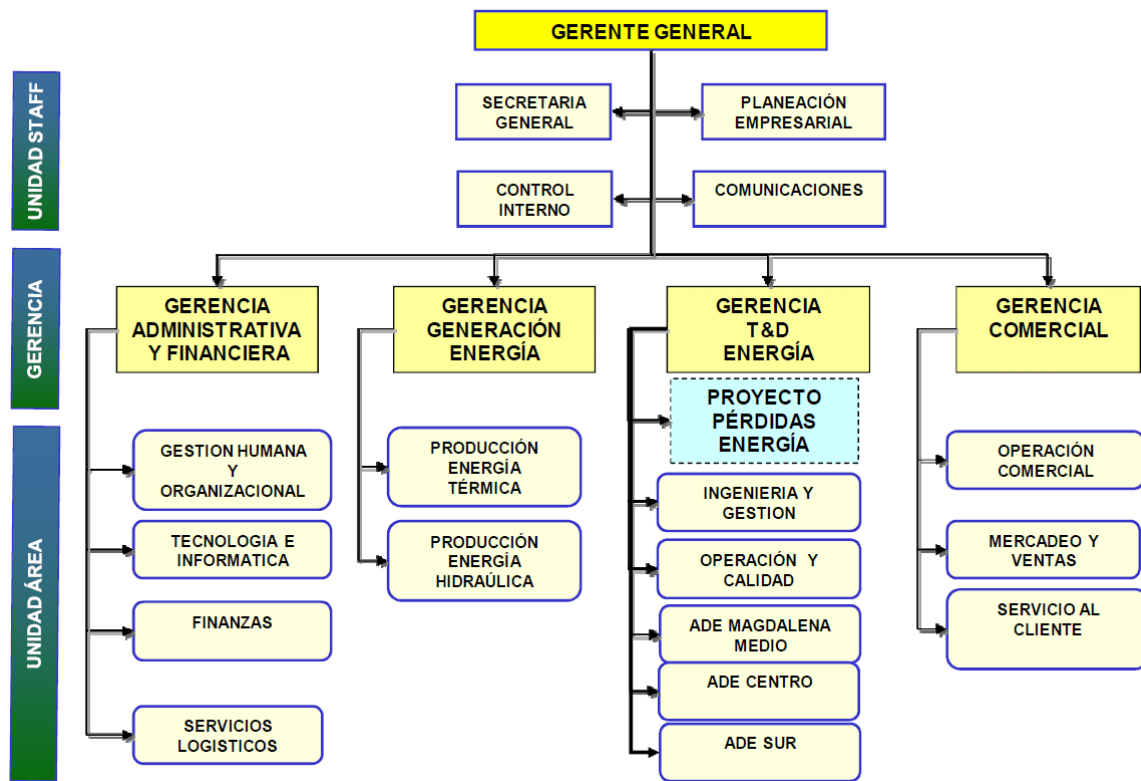 GERENTE GENERAL
UNIDAD STAFF
SECRETARIA
GENERAL
PLANEACIÓN
EMPRESARIAL
CONTROL
INTERNO
COMUNICACIONES
GERENCIA
GERENCIA
ADMINISTRATIVA
Y FINANCIERA
GERENCIA
GENERACIÓN
ENERGÍA
GERENCIA
T&D
ENERGÍA
GERENCIA
COMERCIAL
UNIDAD ÁREA
GESTION HUMANA
Y
ORGANIZACIONAL
TECNOLOGIA E
INFORMATICA
FINANZAS
SERVICIOS
LOGISTICOS
PRODUCCIÓN
ENERGÍA
TÉRMICA
PRODUCCIÓN
ENERGÍA
HIDRAÚLICA
PROYECTO
PÉRDIDAS
ENERGÍA
INGENIERIA Y
GESTION
OPERACIÓN Y
CALIDAD
ADE MAGDALENA
MEDIO
ADE CENTRO
ADE SUR
OPERACIÓN
COMERCIAL
MERCADEO Y
VENTAS
SERVICIO AL
CLIENTE